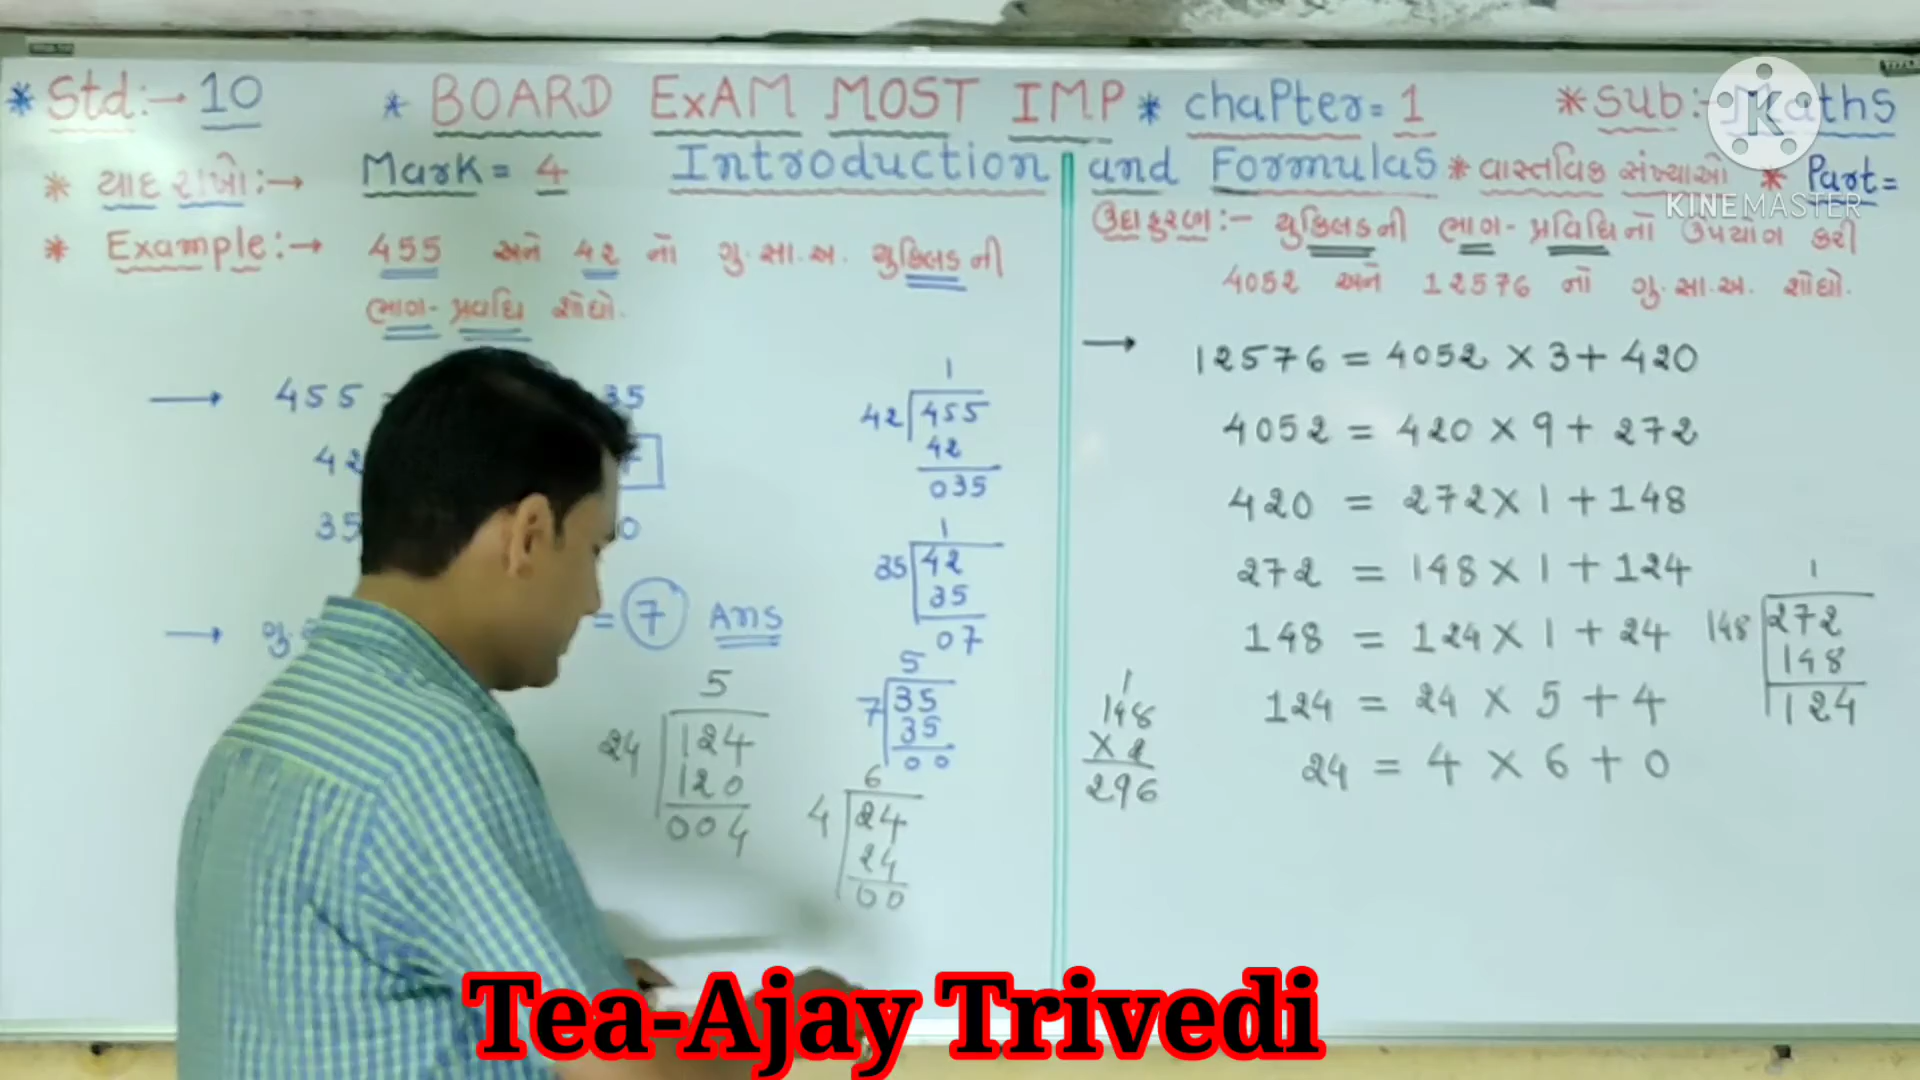 * Std:→ 10 * BOARD EXAM MOST IMP * chapter = 1 * Sub:- Maths
* યાદ રાખો:→ Mark = 4 Introduction and Formulas * વાસ્તવિક સંખ્યાઓ * Part=
KINEMASTER
* Example:→ 455 અને 42 નો ગુ.સા.અ. યુક્લિડની
ભાગ-પ્રવધિ શોધો.
→ 455 35
42
35 0
→ ગુ. = 7 Ans
1
42 455
42
035
1
35 42
35
07
5
7 35
35
00
5
24 124
120
004
6
4 24
24
00
ઉદાહરણ:- યુક્લિડની ભાગ-પ્રવિધિનો ઉપયોગ કરી
4052 અને 12576 નો ગુ.સા.અ. શોધો.
→ 12576 = 4052 × 3 + 420
4052 = 420 × 9 + 272
420 = 272 × 1 + 148
272 = 148 × 1 + 124
148 = 124 × 1 + 24
124 = 24 × 5 + 4
24 = 4 × 6 + 0
1
148
× 2
296
1
148 272
148
124
Tea-Ajay Trivedi